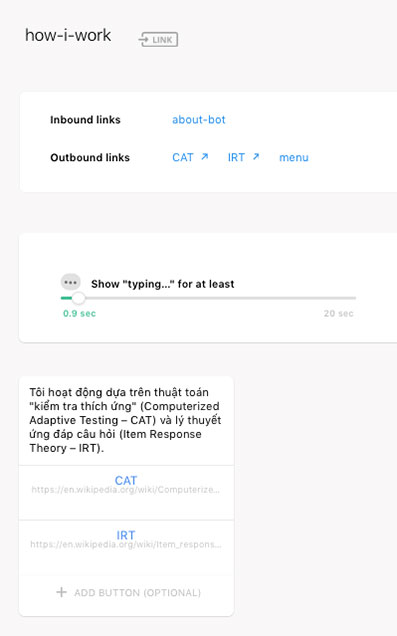 how-i-work
LINK
Inbound links about-bot
Outbound links CAT ↗ IRT ↗ menu
Show "typing..." for at least
0.9 sec 20 sec
Tôi hoạt động dựa trên thuật toán
"kiểm tra thích ứng" (Computerized
Adaptive Testing – CAT) và lý thuyết
ứng đáp câu hỏi (Item Response
Theory – IRT).
CAT
https://en.wikipedia.org/wiki/Computerize...
IRT
https://en.wikipedia.org/wiki/Item_respons...
+ ADD BUTTON (OPTIONAL)